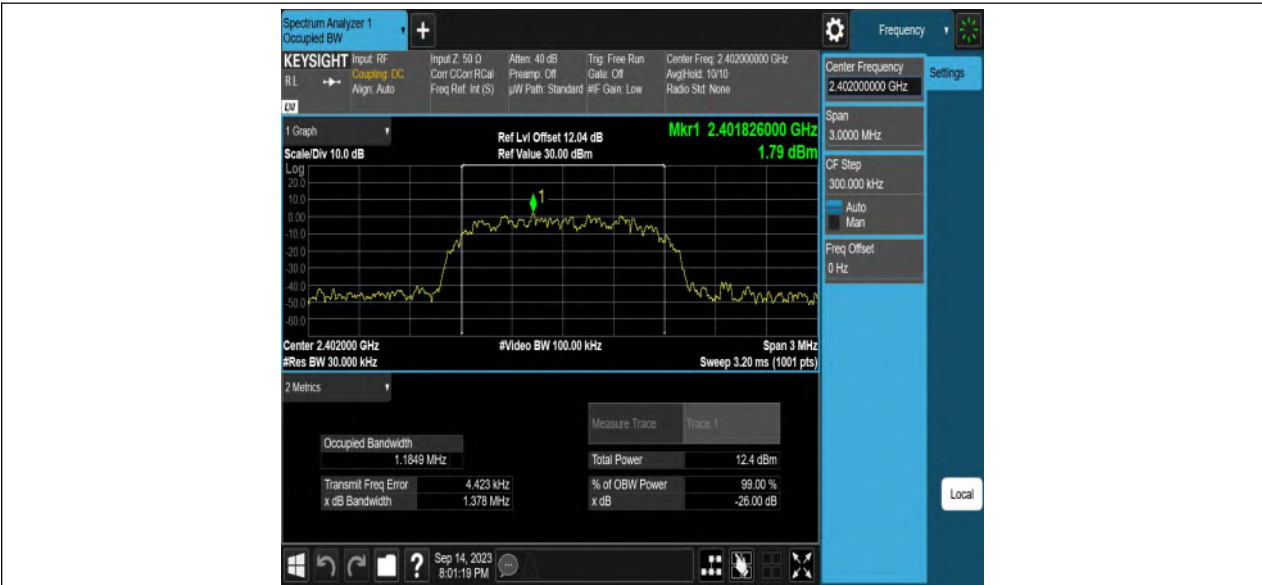 Spectrum Analyzer 1
Occupied BW
+
Frequency
KEYSIGHT
RL
LXI
Input: RF
Coupling: DC
Align: Auto
Input Z: 50 Ω
Corr CCorr RCal
Freq Ref: Int (S)
Atten: 40 dB
Preamp: Off
µW Path: Standard
Trig: Free Run
Gate: Off
#IF Gain: Low
Center Freq: 2.402000000 GHz
Avg|Hold: 10/10
Radio Std: None
Center Frequency
2.402000000 GHz
Settings
Span
3.0000 MHz
CF Step
300.000 kHz
Auto
Man
Freq Offset
0 Hz
Local
1 Graph
Scale/Div 10.0 dB
Ref Lvl Offset 12.04 dB
Ref Value 30.00 dBm
Mkr1 2.401826000 GHz
1.79 dBm
Log
20.0
10.0
0.00
-10.0
-20.0
-30.0
-40.0
-50.0
-60.0
1
Center 2.402000 GHz
#Res BW 30.000 kHz
#Video BW 100.00 kHz
Span 3 MHz
Sweep 3.20 ms (1001 pts)
2 Metrics
Measure Trace Trace 1
Occupied Bandwidth
1.1849 MHz
Total Power 12.4 dBm
Transmit Freq Error 4.423 kHz
% of OBW Power 99.00 %
x dB Bandwidth 1.378 MHz
x dB -26.00 dB
?
Sep 14, 2023
8:01:19 PM